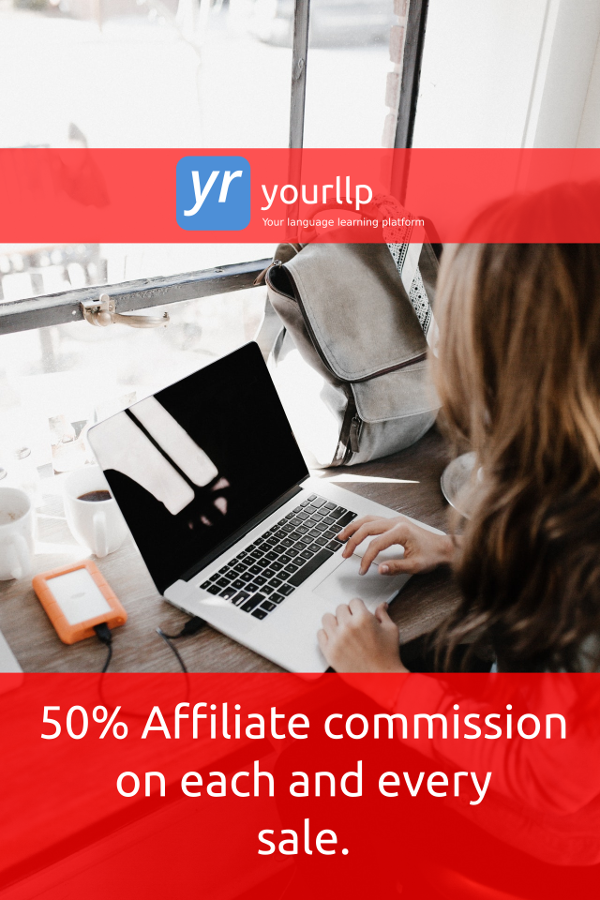 yr yourllp
Your language learning platform
50% Affiliate commission
on each and every
sale.